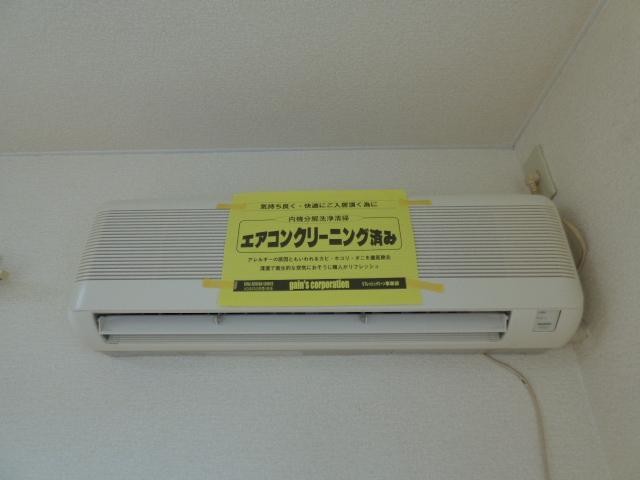 気持ち良く・快適にご入居頂く為に
内機分解洗浄清掃
エアコンクリーニング済み
アレルギーの原因ともいわれるカビ・ホコリ・ダニを徹底除去
清潔で衛生的な空気におそうじ職人がリフレッシュ
gain's corporation